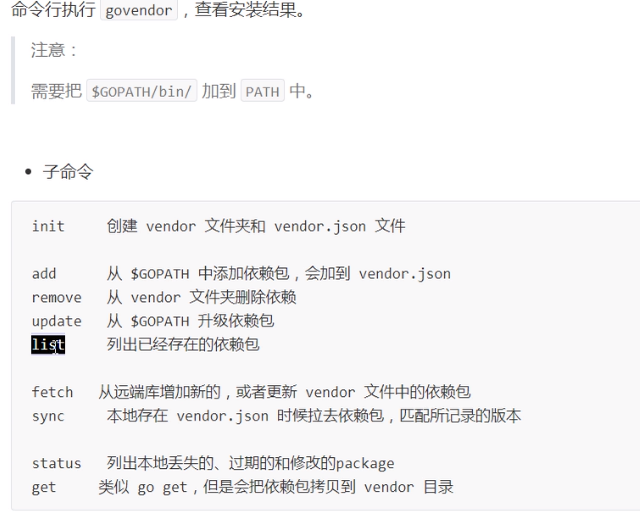 命令行执行 govendor，查看安装结果。
注意：
需要把 $GOPATH/bin/ 加到 PATH 中。
• 子命令
init 创建 vendor 文件夹和 vendor.json 文件
add 从 $GOPATH 中添加依赖包，会加到 vendor.json
remove 从 vendor 文件夹删除依赖
update 从 $GOPATH 升级依赖包
list 列出已经存在的依赖包
fetch 从远端库增加新的，或者更新 vendor 文件中的依赖包
sync 本地存在 vendor.json 时候拉去依赖包，匹配所记录的版本
status 列出本地丢失的、过期的和修改的package
get 类似 go get，但是会把依赖包拷贝到 vendor 目录